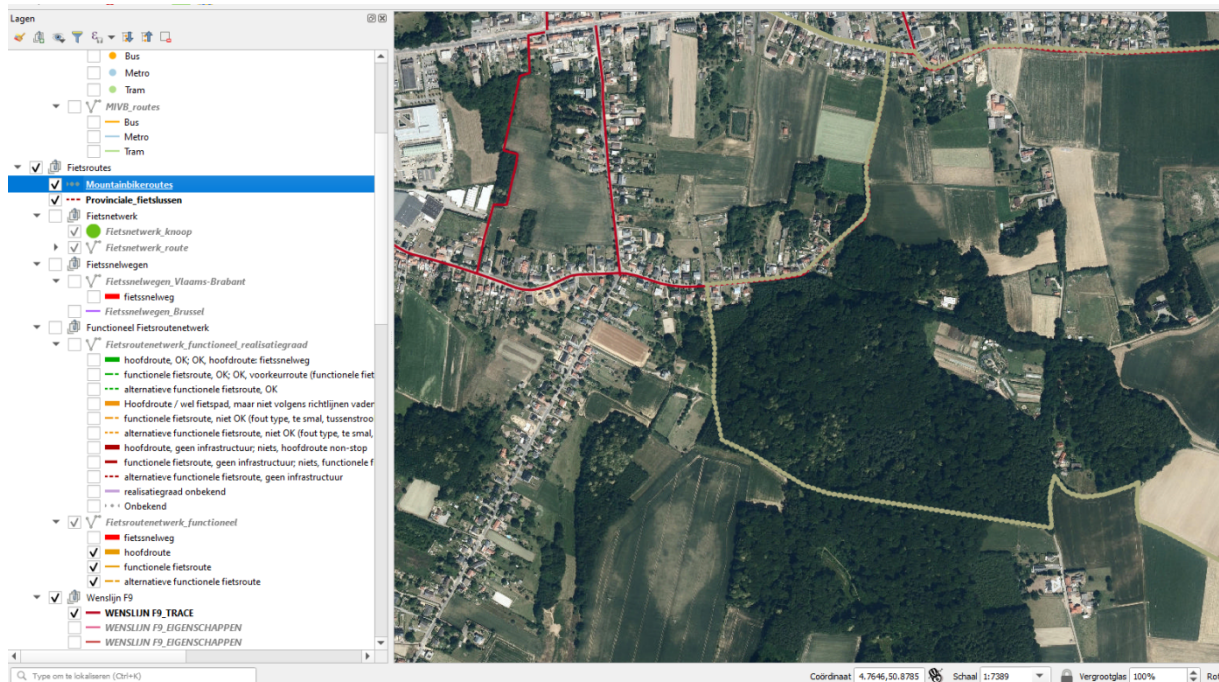 Lagen
Bus
Metro
Tram
MIVB_routes
Bus
Metro
Tram
Fietsroutes
Mountainbikeroutes
Provinciale_fietslussen
Fietsnetwerk
Fietsnetwerk_knoop
Fietsnetwerk_route
Fietssnelwegen
Fietssnelwegen_Vlaams-Brabant
fietssnelweg
Fietssnelwegen_Brussel
Functioneel Fietsroutenetwerk
Fietsroutenetwerk_functioneel_realisatiegraad
hoofdroute, OK; OK, hoofdroute: fietssnelweg
functionele fietsroute, OK; OK, voorkeurroute (functionele fiet
alternatieve functionele fietsroute, OK
Hoofdroute / wel fietspad, maar niet volgens richtlijnen vader
functionele fietsroute, niet OK (fout type, te smal, tussenstroo
alternatieve functionele fietsroute, niet OK (fout type, te smal,
hoofdroute, geen infrastructuur; niets, hoofdroute non-stop
functionele fietsroute, geen infrastructuur; niets, functionele f
alternatieve functionele fietsroute, geen infrastructuur
realisatiegraad onbekend
Onbekend
Fietsroutenetwerk_functioneel
fietssnelweg
hoofdroute
functionele fietsroute
alternatieve functionele fietsroute
Wenslijn F9
WENSLIJN F9_TRACE
WENSLIJN F9_EIGENSCHAPPEN
WENSLIJN F9_EIGENSCHAPPEN
Type om te lokaliseren (Ctrl+K)
Coördinaat 4.7646,50.8785 Schaal 1:7389 Vergrootglas 100% Rot